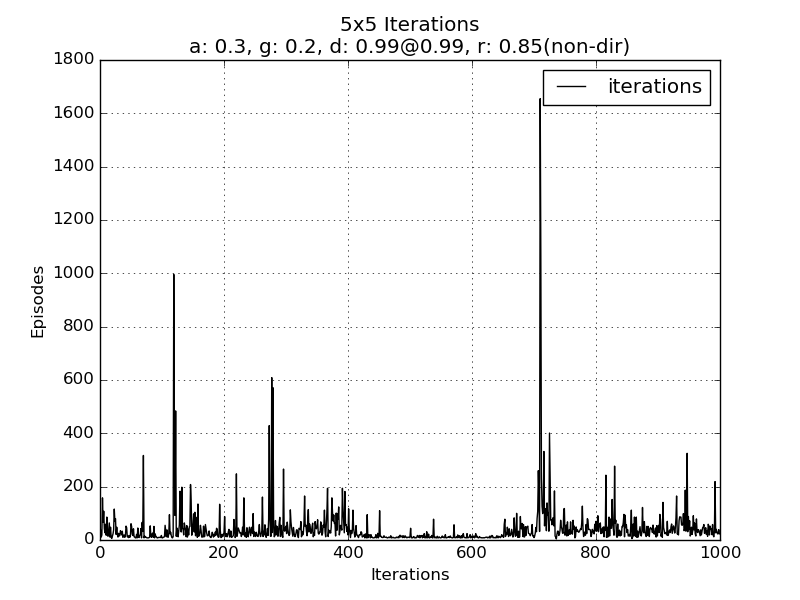 5x5 Iterations
a: 0.3, g: 0.2, d: 0.99@0.99, r: 0.85(non-dir)
iterations
1800
1600
1400
1200
1000
800
600
400
200
0
Episodes
0 200 400 600 800 1000
Iterations